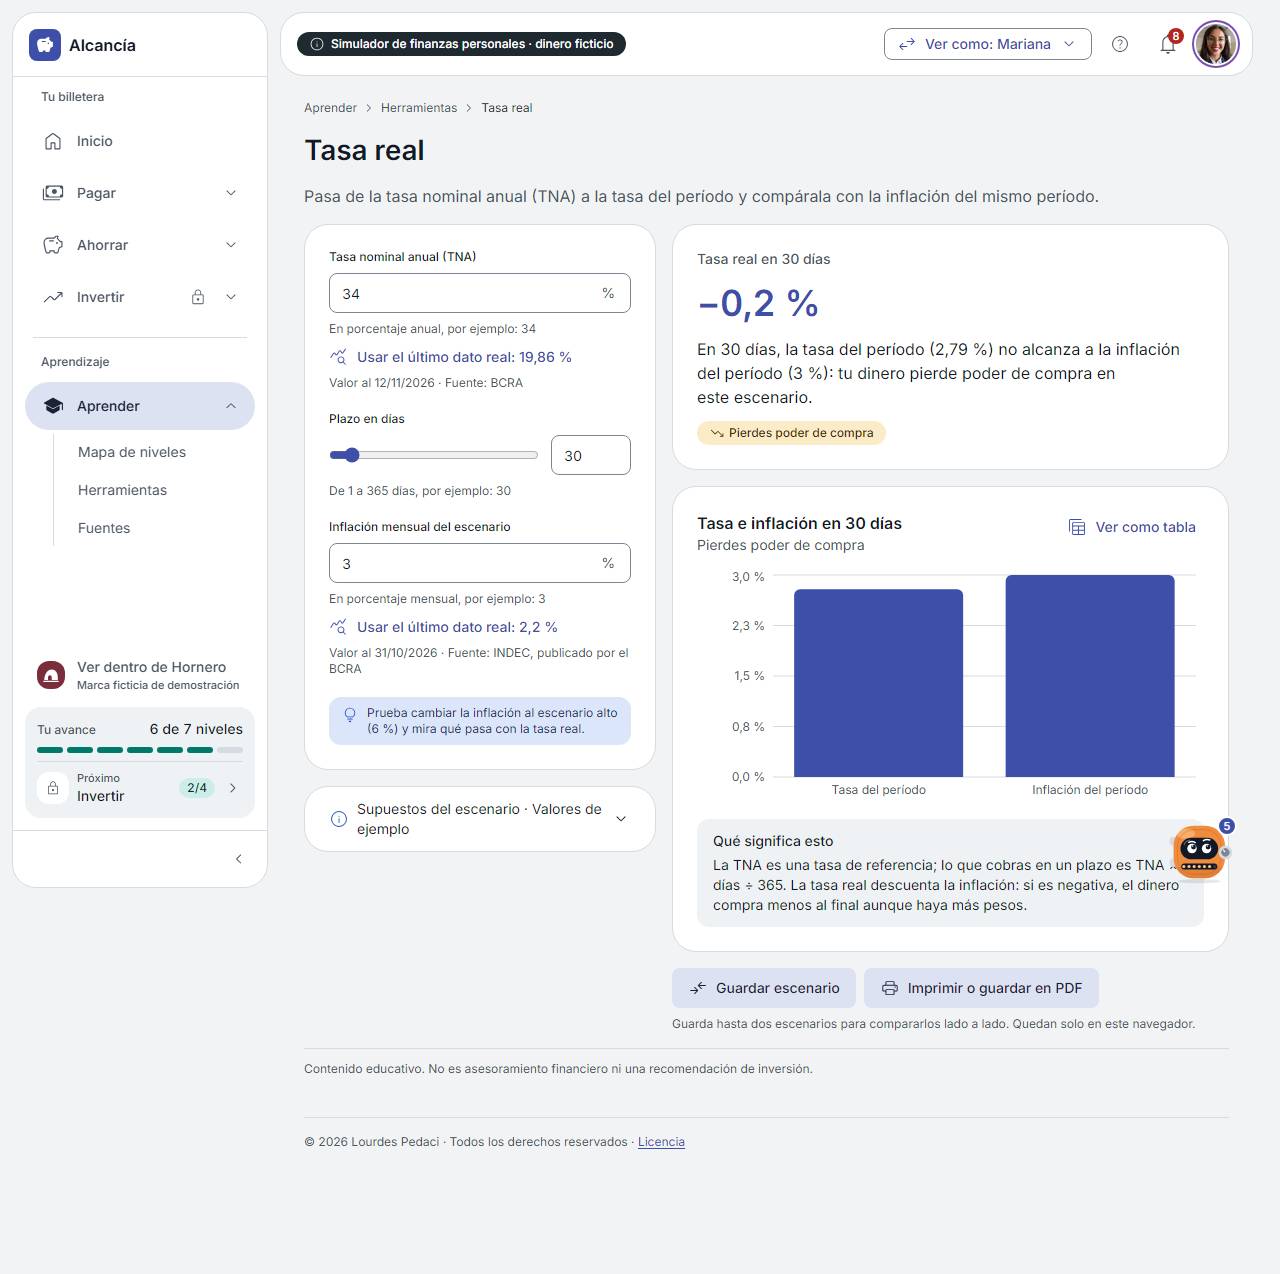 Alcancía
Tu billetera
Inicio
Pagar
Ahorrar
Invertir
Aprendizaje
Aprender
Mapa de niveles
Herramientas
Fuentes
Ver dentro de Hornero
Marca ficticia de demostración
Tu avance 6 de 7 niveles
Próximo
Invertir
2/4
Simulador de finanzas personales · dinero ficticio
Ver como: Mariana
8
Aprender > Herramientas > Tasa real
Tasa real
Pasa de la tasa nominal anual (TNA) a la tasa del período y compárala con la inflación del mismo período.
Tasa nominal anual (TNA)
34 %
En porcentaje anual, por ejemplo: 34
Usar el último dato real: 19,86 %
Valor al 12/11/2026 · Fuente: BCRA
Plazo en días
30
De 1 a 365 días, por ejemplo: 30
Inflación mensual del escenario
3 %
En porcentaje mensual, por ejemplo: 3
Usar el último dato real: 2,2 %
Valor al 31/10/2026 · Fuente: INDEC, publicado por el
BCRA
Prueba cambiar la inflación al escenario alto
(6 %) y mira qué pasa con la tasa real.
Supuestos del escenario · Valores de
ejemplo
Tasa real en 30 días
−0,2 %
En 30 días, la tasa del período (2,79 %) no alcanza a la inflación
del período (3 %): tu dinero pierde poder de compra en
este escenario.
Pierdes poder de compra
Tasa e inflación en 30 días
Ver como tabla
Pierdes poder de compra
3,0 %
2,3 %
1,5 %
0,8 %
0,0 %
Tasa del período
Inflación del período
5
Qué significa esto
La TNA es una tasa de referencia; lo que cobras en un plazo es TNA
días ÷ 365. La tasa real descuenta la inflación: si es negativa, el dinero
compra menos al final aunque haya más pesos.
Guardar escenario
Imprimir o guardar en PDF
Guarda hasta dos escenarios para compararlos lado a lado. Quedan solo en este navegador.
Contenido educativo. No es asesoramiento financiero ni una recomendación de inversión.
© 2026 Lourdes Pedaci · Todos los derechos reservados · Licencia